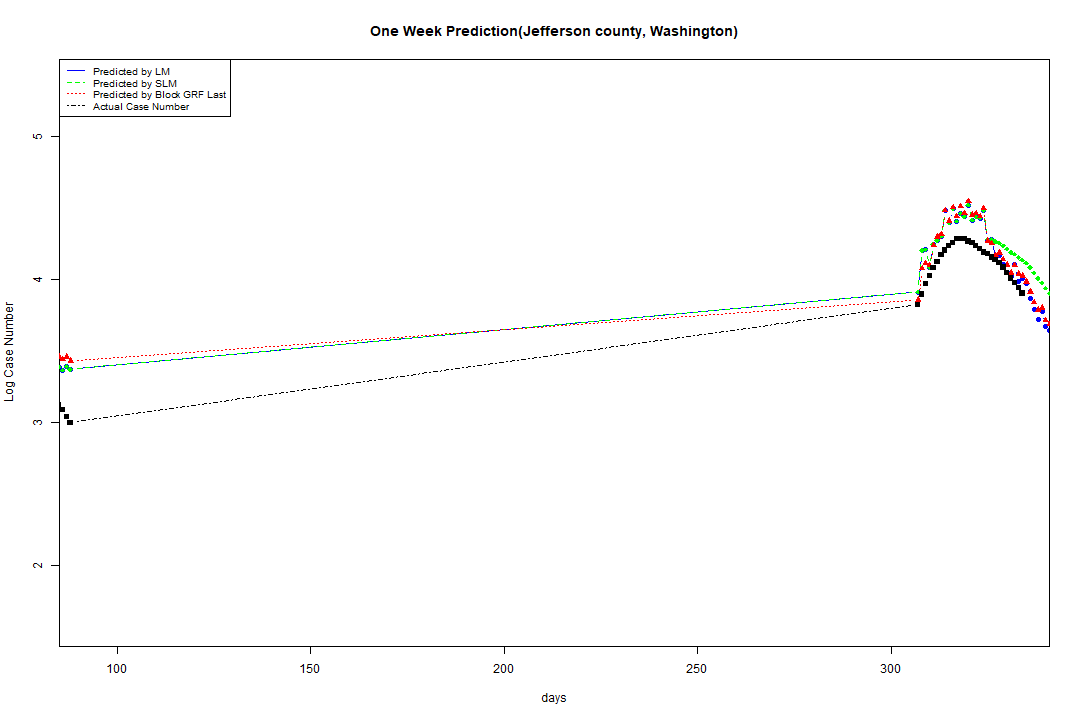 One Week Prediction(Jefferson county, Washington)
Predicted by LM
Predicted by SLM
Predicted by Block GRF Last
Actual Case Number
5
4
3
2
Log Case Number
100 150 200 250 300
days